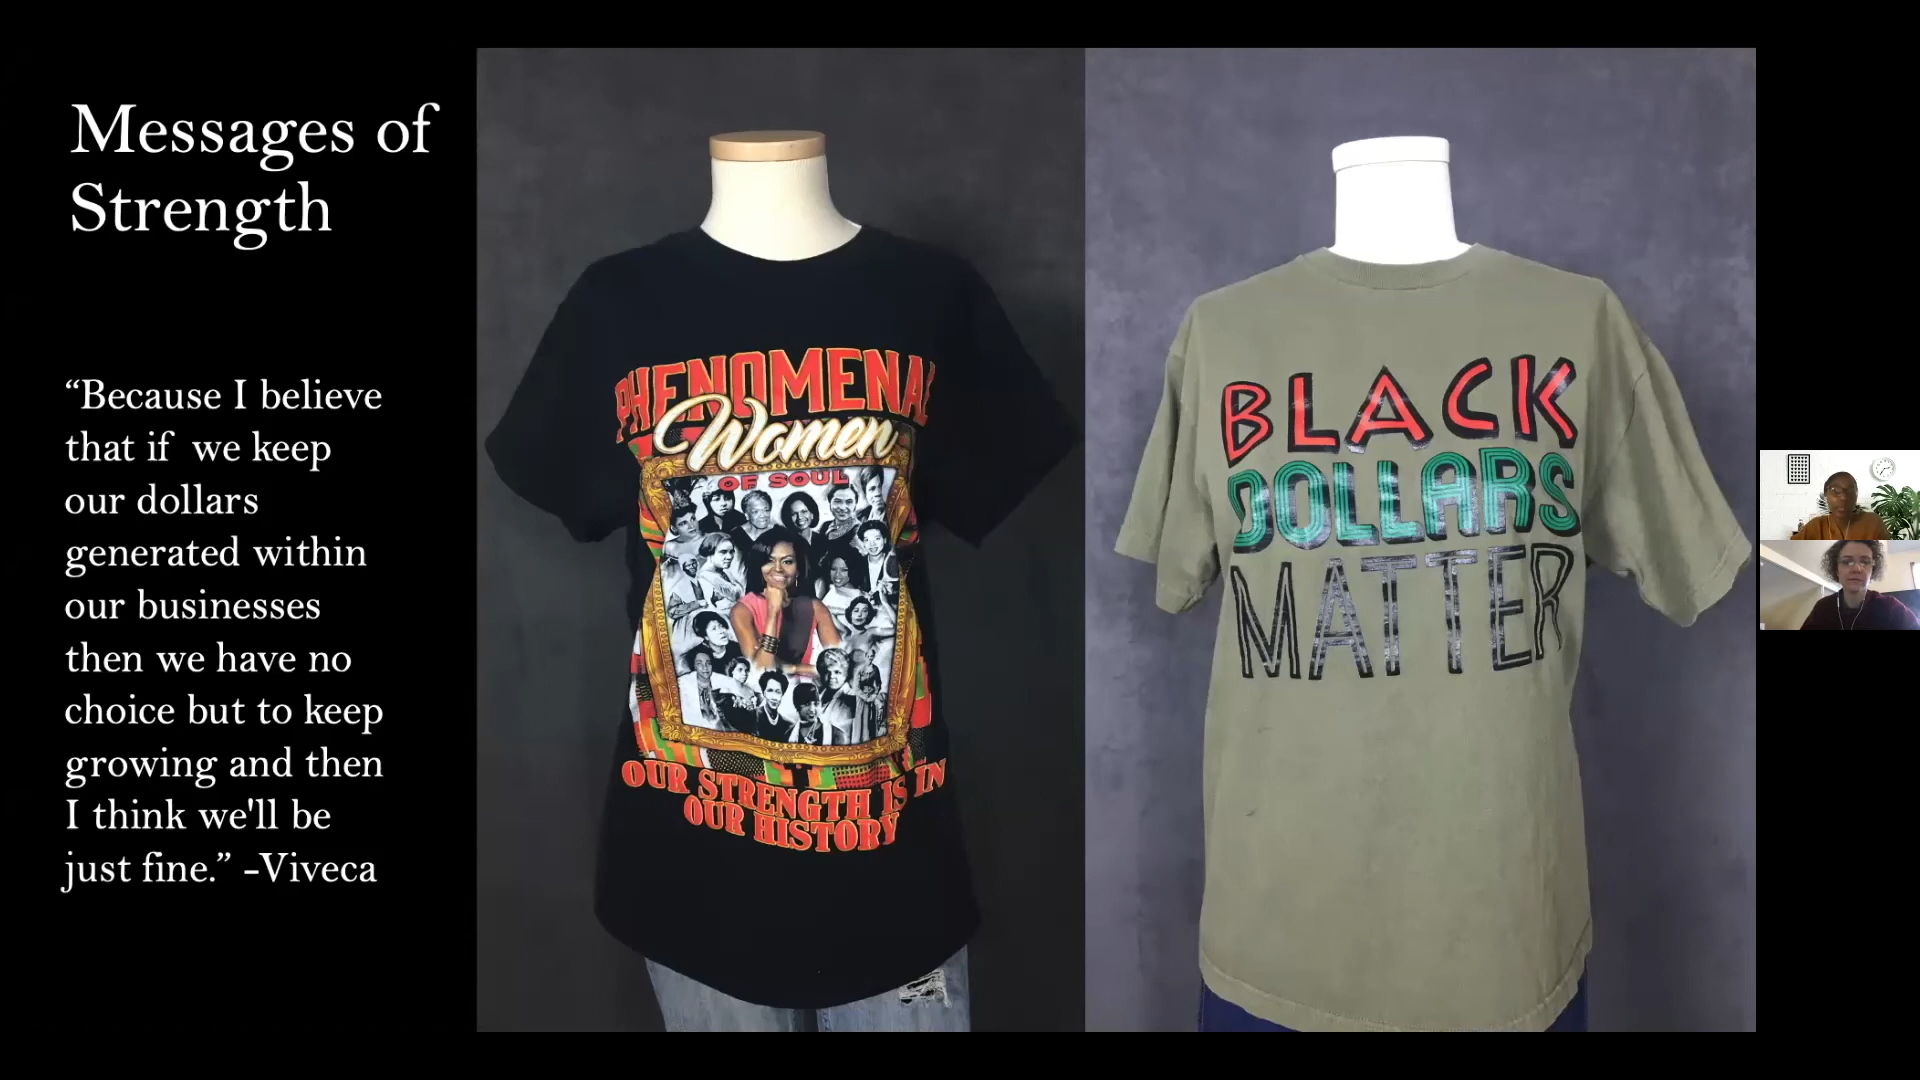 Messages of
Strength
“Because I believe
that if  we keep
our dollars
generated within
our businesses
then we have no
choice but to keep
growing and then
I think we'll be
just fine.” –Viveca
PHENOMENAL
Women
OF SOUL
OUR STRENGTH IS IN
OUR HISTORY
BLACK
DOLLARS
MATTER